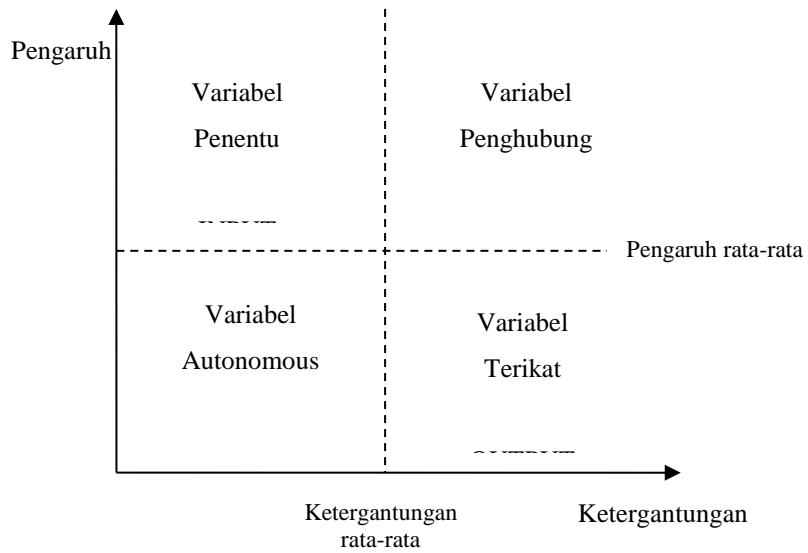 Pengaruh
Variabel
Penentu
Variabel
Penghubung
Pengaruh rata-rata
Variabel
Autonomous
Variabel
Terikat
Ketergantungan
rata-rata
Ketergantungan